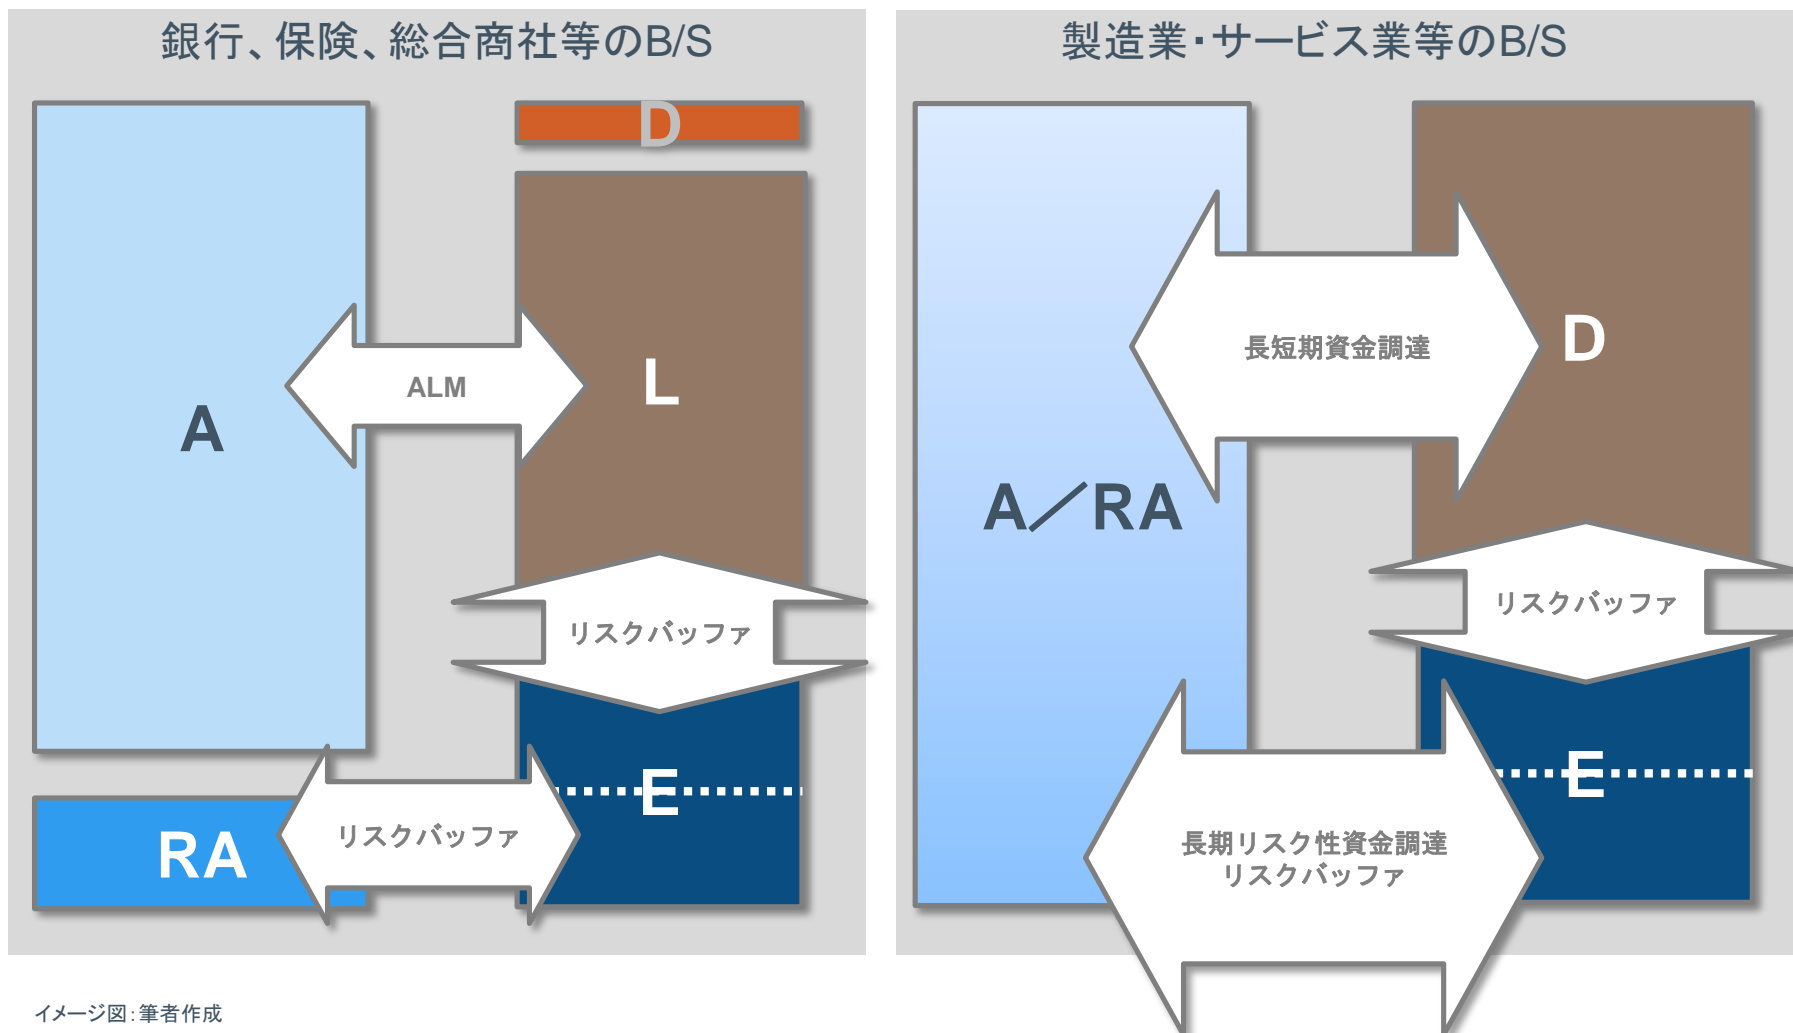 銀行、保険、総合商社等のB/S
D
A
ALM
L
リスクバッファ
E
RA
リスクバッファ
製造業・サービス業等のB/S
長短期資金調達
D
A／RA
リスクバッファ
E
長期リスク性資金調達
リスクバッファ
イメージ図:筆者作成